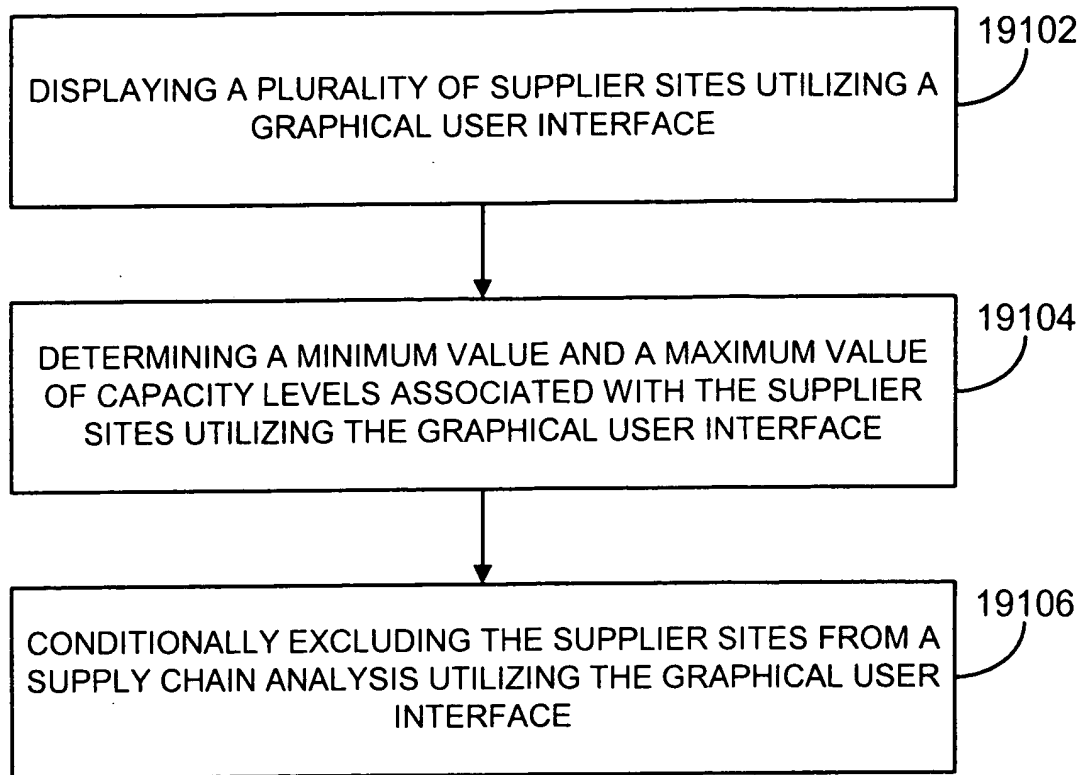 19102
DISPLAYING A PLURALITY OF SUPPLIER SITES UTILIZING A
GRAPHICAL USER INTERFACE
19104
DETERMINING A MINIMUM VALUE AND A MAXIMUM VALUE
OF CAPACITY LEVELS ASSOCIATED WITH THE SUPPLIER
SITES UTILIZING THE GRAPHICAL USER INTERFACE
19106
CONDITIONALLY EXCLUDING THE SUPPLIER SITES FROM A
SUPPLY CHAIN ANALYSIS UTILIZING THE GRAPHICAL USER
INTERFACE